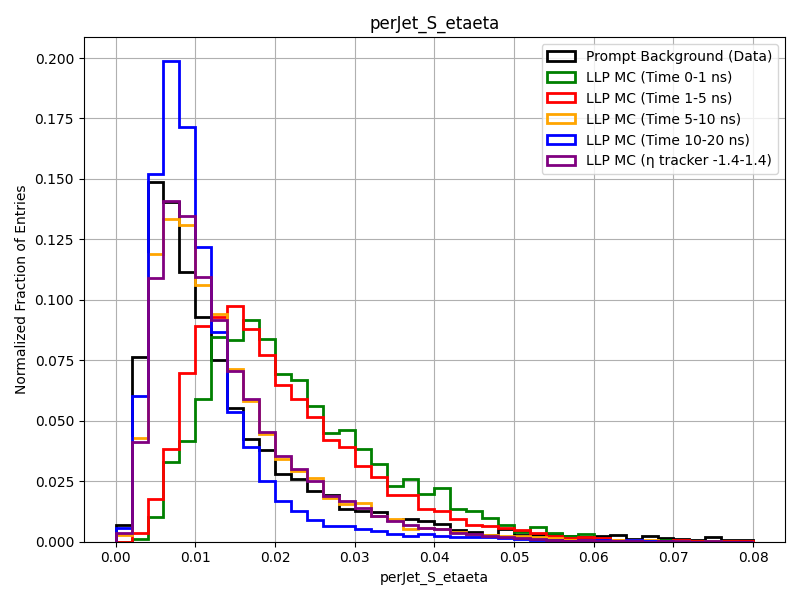 perJet_S_etaeta
Prompt Background (Data)
LLP MC (Time 0-1 ns)
LLP MC (Time 1-5 ns)
LLP MC (Time 5-10 ns)
LLP MC (Time 10-20 ns)
LLP MC (η tracker -1.4-1.4)
Normalized Fraction of Entries
0.200
0.175
0.150
0.125
0.100
0.075
0.050
0.025
0.000
0.00 0.01 0.02 0.03 0.04 0.05 0.06 0.07 0.08
perJet_S_etaeta